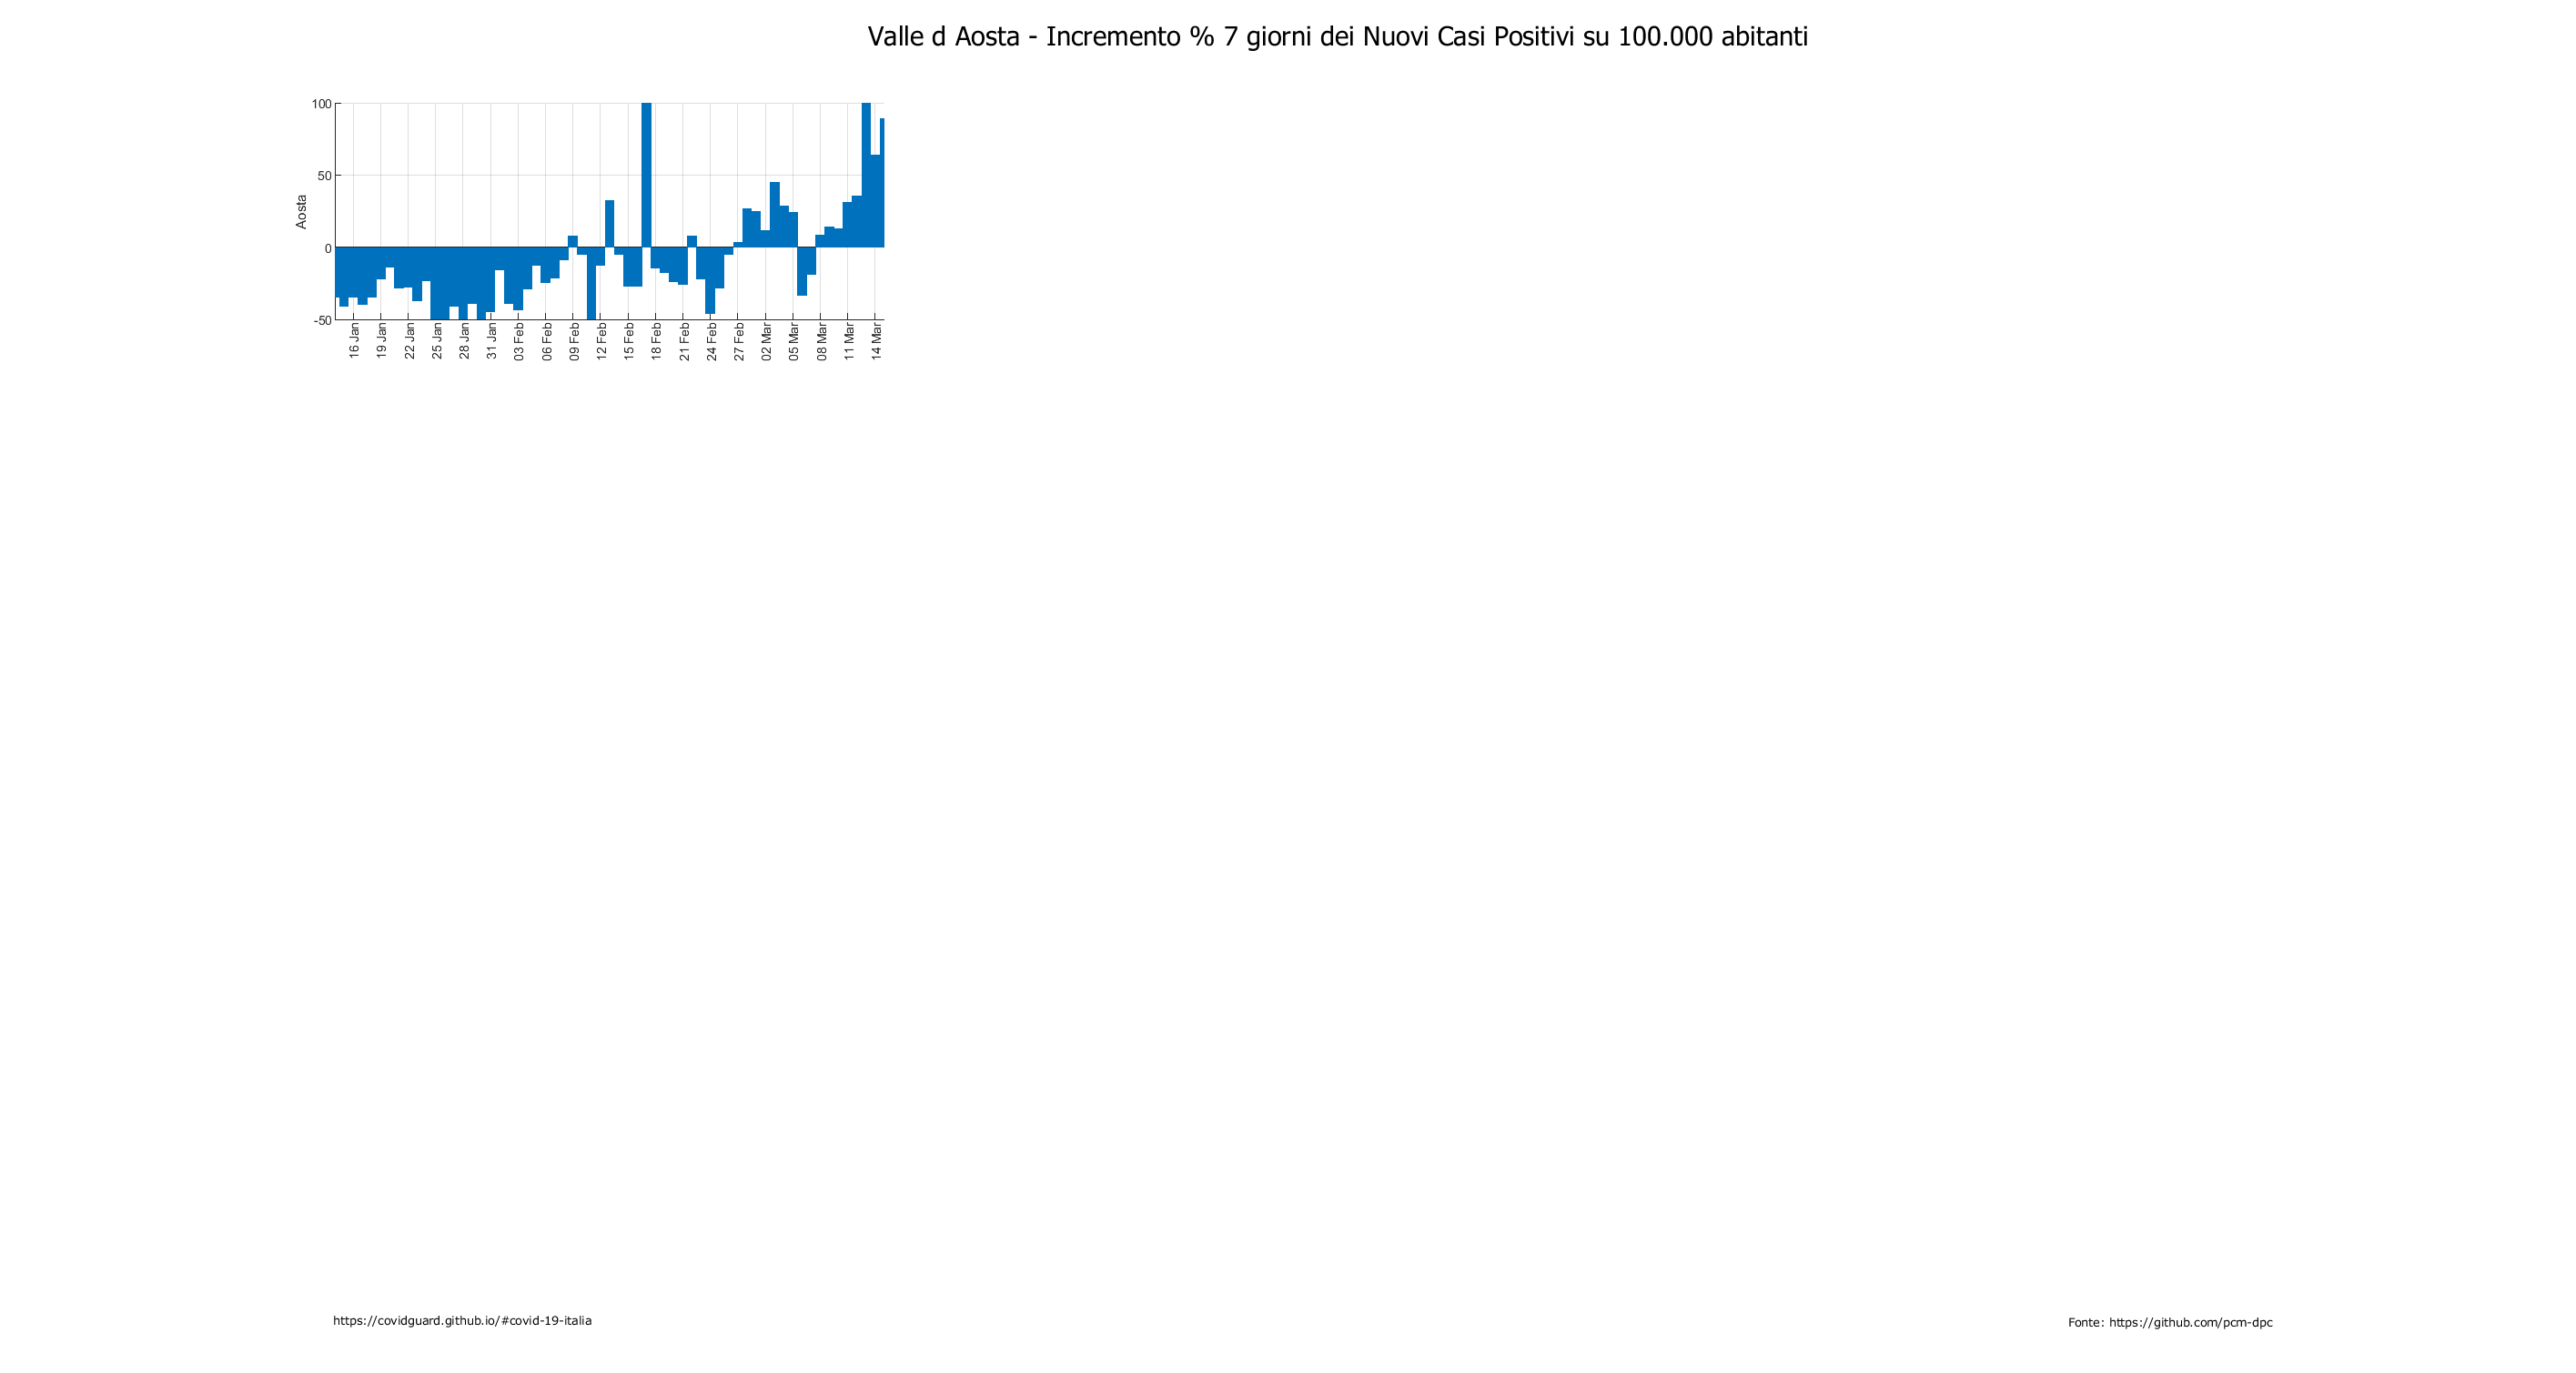 Valle d Aosta - Incremento % 7 giorni dei Nuovi Casi Positivi su 100.000 abitanti
100
50
0
-50
Aosta
16 Jan
19 Jan
22 Jan
25 Jan
28 Jan
31 Jan
03 Feb
06 Feb
09 Feb
12 Feb
15 Feb
18 Feb
21 Feb
24 Feb
27 Feb
02 Mar
05 Mar
08 Mar
11 Mar
14 Mar
https://covidguard.github.io/#covid-19-italia
Fonte: https://github.com/pcm-dpc